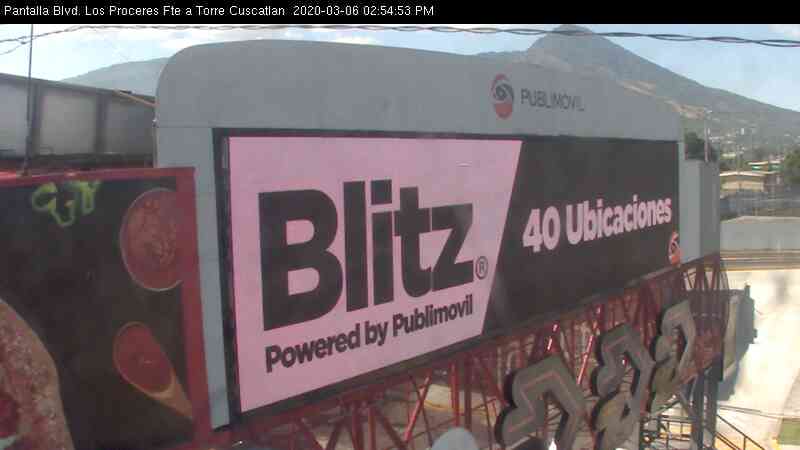 Pantalla Blvd. Los Proceres Fte a Torre Cuscatlan 2020-03-06 02:54:53 PM
PUBLIMÓVIL
Blitz®
Powered by Publimovil
40 Ubicaciones